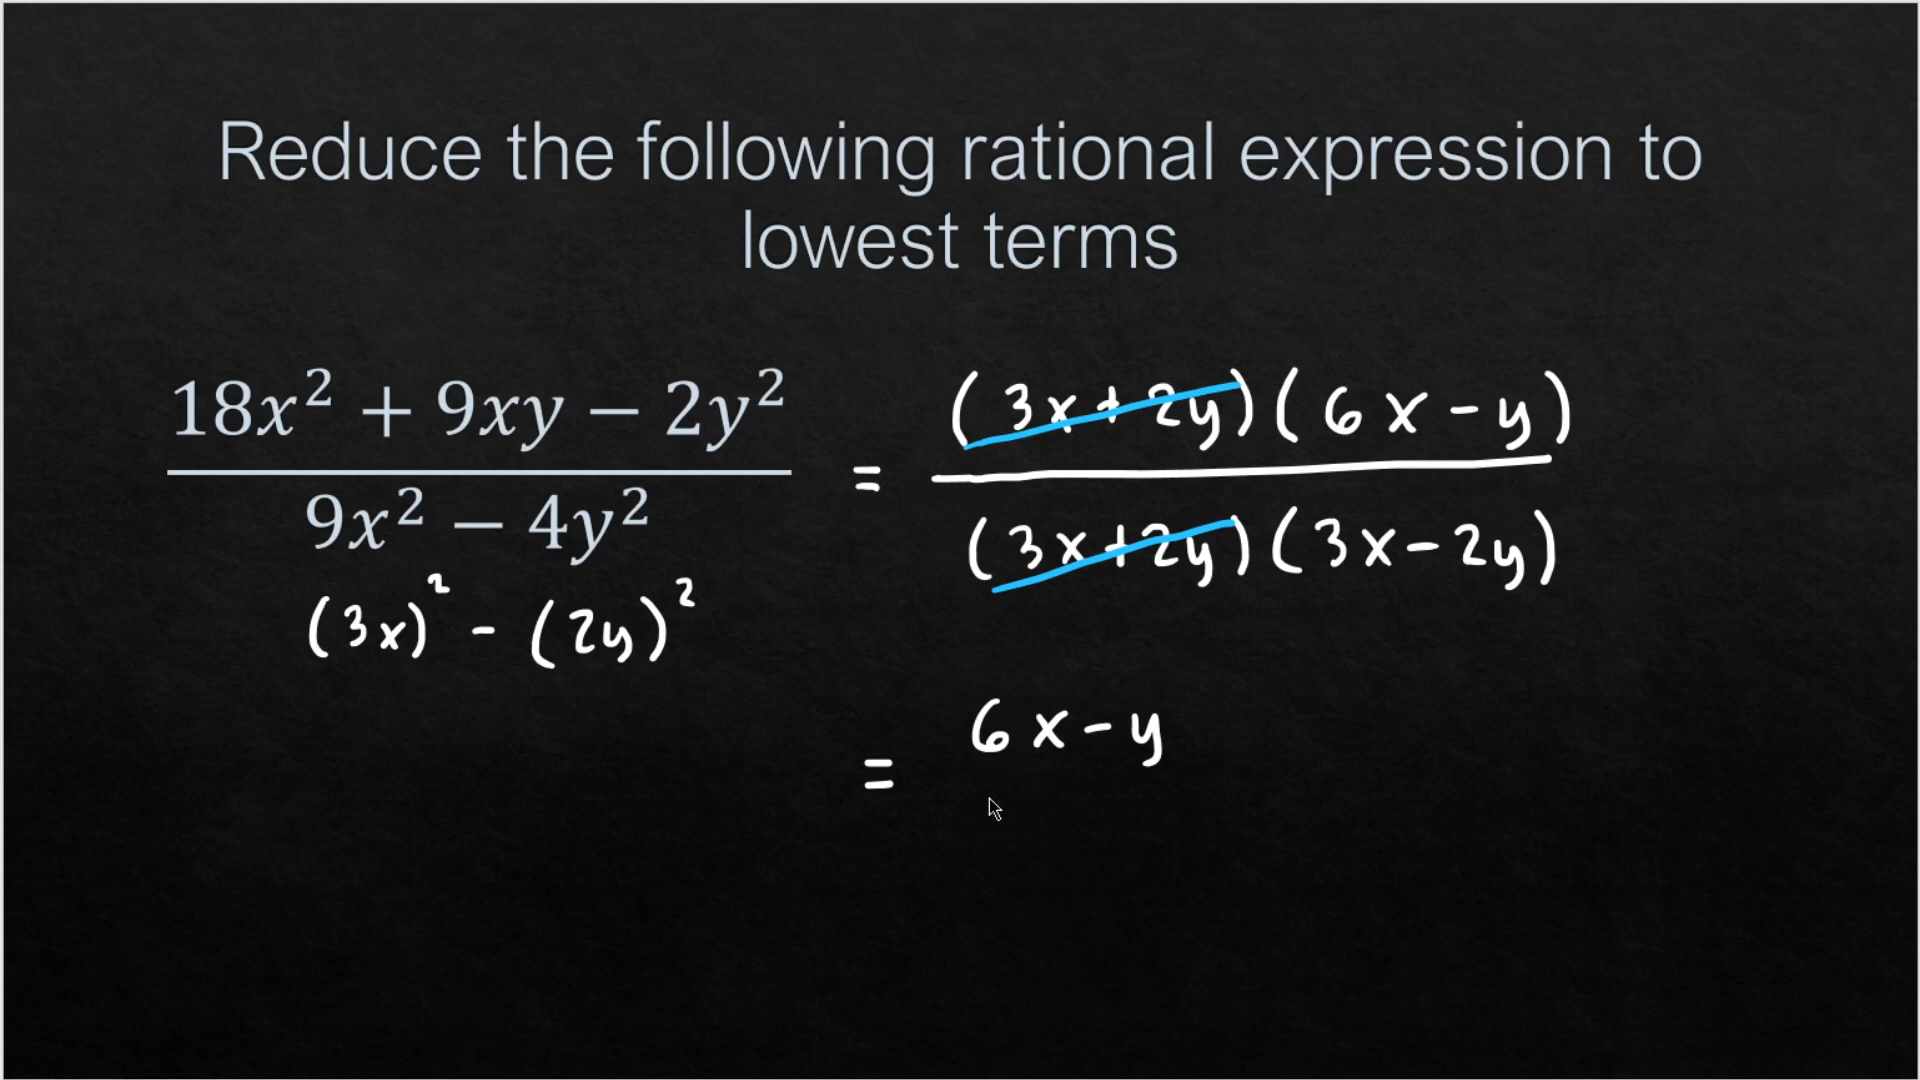 Reduce the following rational expression to
lowest terms
18x² + 9xy − 2y²
9x² − 4y²
(3x)² - (2y)²
=
(3x+2y)(6x-y)
(3x+2y)(3x-2y)
=
6x-y